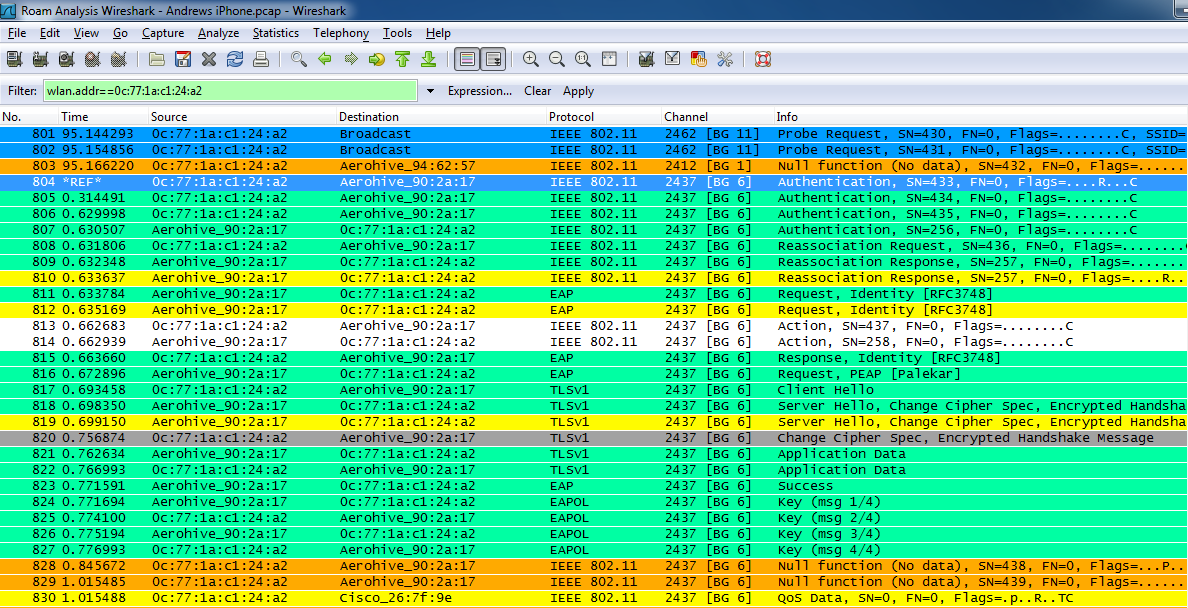 Roam Analysis Wireshark - Andrews iPhone.pcap - Wireshark
File Edit View Go Capture Analyze Statistics Telephony Tools Help
Filter: wlan.addr==0c:77:1a:c1:24:a2 Expression... Clear Apply
No. Time Source Destination Protocol Channel Info
801 95.144293 0c:77:1a:c1:24:a2 Broadcast IEEE 802.11 2462 [BG 11] Probe Request, SN=430, FN=0, Flags=........C, SSID=
802 95.154856 0c:77:1a:c1:24:a2 Broadcast IEEE 802.11 2462 [BG 11] Probe Request, SN=431, FN=0, Flags=........C, SSID=
803 95.166220 0c:77:1a:c1:24:a2 Aerohive_94:62:57 IEEE 802.11 2412 [BG 1] Null function (No data), SN=432, FN=0, Flags=......
804 *REF* 0c:77:1a:c1:24:a2 Aerohive_90:2a:17 IEEE 802.11 2437 [BG 6] Authentication, SN=433, FN=0, Flags=....R...C
805 0.314491 0c:77:1a:c1:24:a2 Aerohive_90:2a:17 IEEE 802.11 2437 [BG 6] Authentication, SN=434, FN=0, Flags=........C
806 0.629998 0c:77:1a:c1:24:a2 Aerohive_90:2a:17 IEEE 802.11 2437 [BG 6] Authentication, SN=435, FN=0, Flags=........C
807 0.630507 Aerohive_90:2a:17 0c:77:1a:c1:24:a2 IEEE 802.11 2437 [BG 6] Authentication, SN=256, FN=0, Flags=........C
808 0.631806 0c:77:1a:c1:24:a2 Aerohive_90:2a:17 IEEE 802.11 2437 [BG 6] Reassociation Request, SN=436, FN=0, Flags=........
809 0.632348 Aerohive_90:2a:17 0c:77:1a:c1:24:a2 IEEE 802.11 2437 [BG 6] Reassociation Response, SN=257, FN=0, Flags=.......
810 0.633637 Aerohive_90:2a:17 0c:77:1a:c1:24:a2 IEEE 802.11 2437 [BG 6] Reassociation Response, SN=257, FN=0, Flags=....R..
811 0.633784 Aerohive_90:2a:17 0c:77:1a:c1:24:a2 EAP 2437 [BG 6] Request, Identity [RFC3748]
812 0.635169 Aerohive_90:2a:17 0c:77:1a:c1:24:a2 EAP 2437 [BG 6] Request, Identity [RFC3748]
813 0.662683 0c:77:1a:c1:24:a2 Aerohive_90:2a:17 IEEE 802.11 2437 [BG 6] Action, SN=437, FN=0, Flags=........C
814 0.662939 Aerohive_90:2a:17 0c:77:1a:c1:24:a2 IEEE 802.11 2437 [BG 6] Action, SN=258, FN=0, Flags=........C
815 0.663660 0c:77:1a:c1:24:a2 Aerohive_90:2a:17 EAP 2437 [BG 6] Response, Identity [RFC3748]
816 0.672896 Aerohive_90:2a:17 0c:77:1a:c1:24:a2 EAP 2437 [BG 6] Request, PEAP [Palekar]
817 0.693458 0c:77:1a:c1:24:a2 Aerohive_90:2a:17 TLSv1 2437 [BG 6] Client Hello
818 0.698350 Aerohive_90:2a:17 0c:77:1a:c1:24:a2 TLSv1 2437 [BG 6] Server Hello, Change Cipher Spec, Encrypted Handsha
819 0.699150 Aerohive_90:2a:17 0c:77:1a:c1:24:a2 TLSv1 2437 [BG 6] Server Hello, Change Cipher Spec, Encrypted Handsha
820 0.756874 0c:77:1a:c1:24:a2 Aerohive_90:2a:17 TLSv1 2437 [BG 6] Change Cipher Spec, Encrypted Handshake Message
821 0.762634 Aerohive_90:2a:17 0c:77:1a:c1:24:a2 TLSv1 2437 [BG 6] Application Data
822 0.766993 0c:77:1a:c1:24:a2 Aerohive_90:2a:17 TLSv1 2437 [BG 6] Application Data
823 0.771591 Aerohive_90:2a:17 0c:77:1a:c1:24:a2 EAP 2437 [BG 6] Success
824 0.771694 Aerohive_90:2a:17 0c:77:1a:c1:24:a2 EAPOL 2437 [BG 6] Key (msg 1/4)
825 0.774100 0c:77:1a:c1:24:a2 Aerohive_90:2a:17 EAPOL 2437 [BG 6] Key (msg 2/4)
826 0.775194 Aerohive_90:2a:17 0c:77:1a:c1:24:a2 EAPOL 2437 [BG 6] Key (msg 3/4)
827 0.776993 0c:77:1a:c1:24:a2 Aerohive_90:2a:17 EAPOL 2437 [BG 6] Key (msg 4/4)
828 0.845672 0c:77:1a:c1:24:a2 Aerohive_90:2a:17 IEEE 802.11 2437 [BG 6] Null function (No data), SN=438, FN=0, Flags=...P..
829 1.015485 0c:77:1a:c1:24:a2 Aerohive_90:2a:17 IEEE 802.11 2437 [BG 6] Null function (No data), SN=439, FN=0, Flags=......
830 1.015488 0c:77:1a:c1:24:a2 Cisco_26:7f:9e IEEE 802.11 2437 [BG 6] QoS Data, SN=0, FN=0, Flags=.p..R..TC